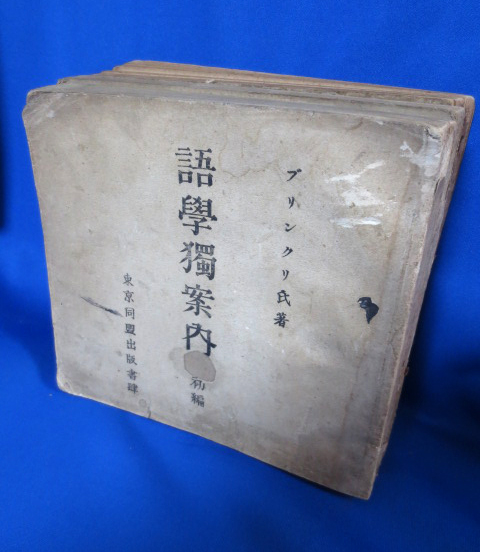 ブリンクリ氏著
語學獨案内
初編
東京同盟出版書肆